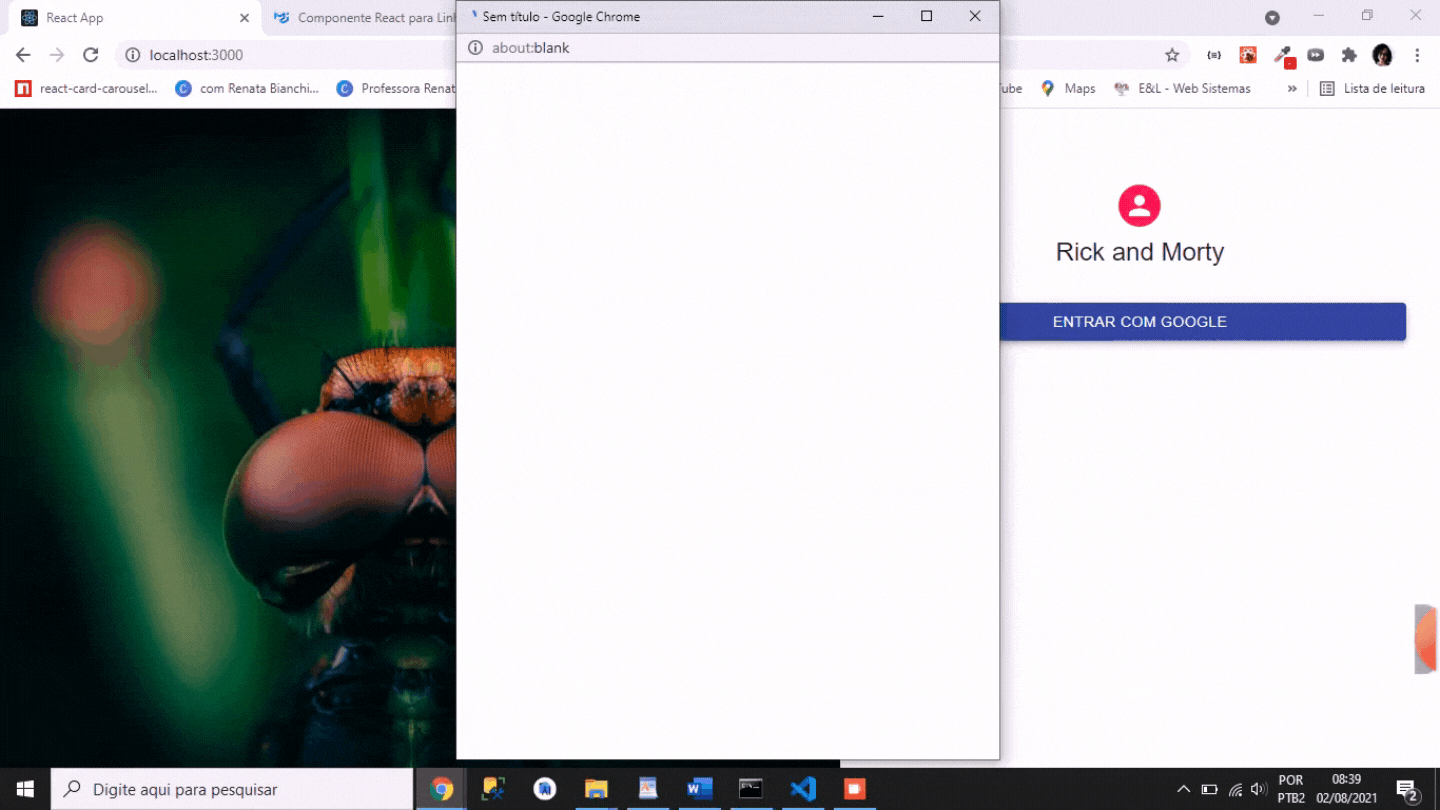 React App
Componente React para Linh
Sem título - Google Chrome
about:blank
localhost:3000
react-card-carousel...
com Renata Bianchi...
Professora Renat
ube
Maps
E&L - Web Sistemas
»
Lista de leitura
Rick and Morty
ENTRAR COM GOOGLE
Digite aqui para pesquisar
POR
PTB2
08:39
02/08/2021
2